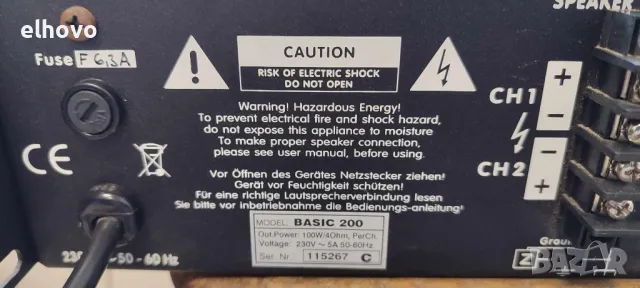 elhovo
SPEAKER
Fuse F 6,3A
CAUTION
RISK OF ELECTRIC SHOCK
DO NOT OPEN
CH1
+
-
Warning! Hazardous Energy!
To prevent electrical fire and shock hazard,
do not expose this appliance to moisture
To make proper speaker connection,
please see user manual, before using.
CE
CH2
-
+
Vor Öffnen des Gerätes Netzstecker ziehen!
Gerät vor Feuchtigkeit schützen!
Für eine richtige Lautsprecherverbindung lesen
Sie bitte vor inbetriebnahme die Bedienungs-anleitung!
MODEL: BASIC 200
Out.Power: 100W/4Ohm, PerCh.
Voltage: 230V ~ 5A 50-60Hz
Ser. Nr. 115267 C
50-60Hz
BAZAR